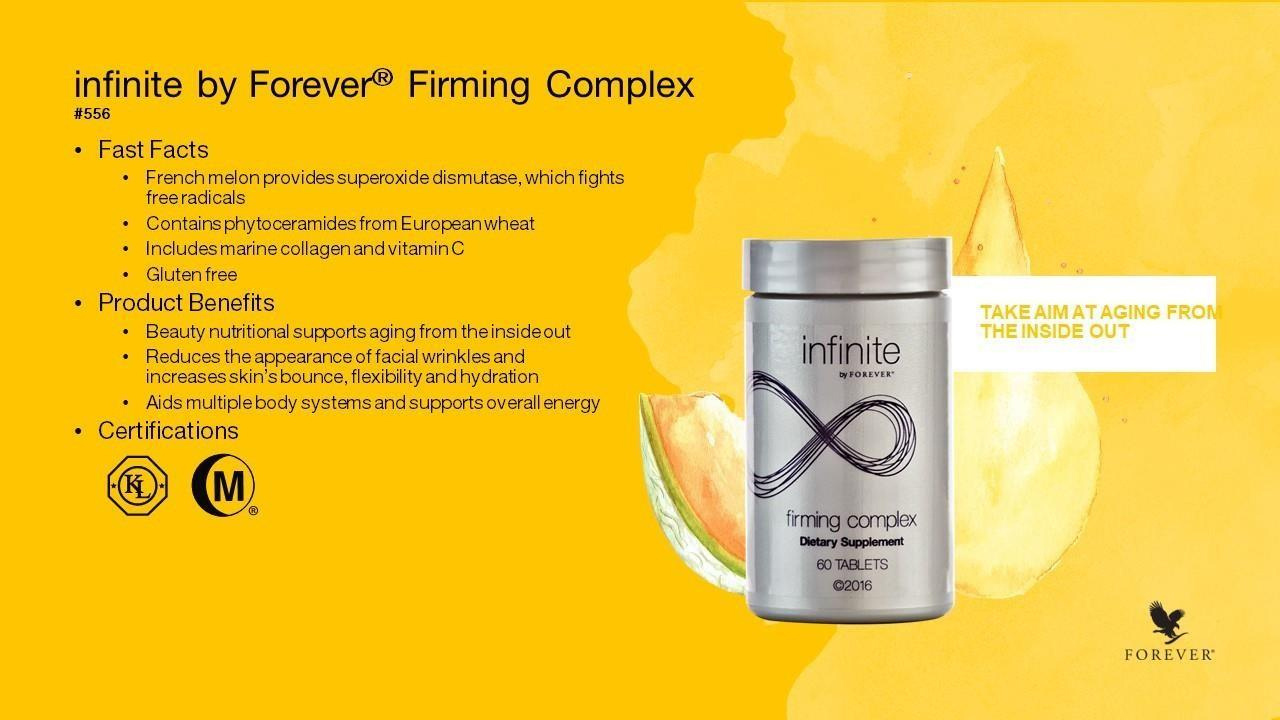 infinite by Forever® Firming Complex
#556
• Fast Facts
• French melon provides superoxide dismutase, which fights
free radicals
• Contains phytoceramides from European wheat
• Includes marine collagen and vitamin C
• Gluten free
• Product Benefits
• Beauty nutritional supports aging from the inside out
• Reduces the appearance of facial wrinkles and
increases skin's bounce, flexibility and hydration
• Aids multiple body systems and supports overall energy
• Certifications
KL
M®
infinite
by FOREVER®
firming complex
Dietary Supplement
60 TABLETS
©2016
TAKE AIM AT AGING FROM
THE INSIDE OUT
FOREVER®